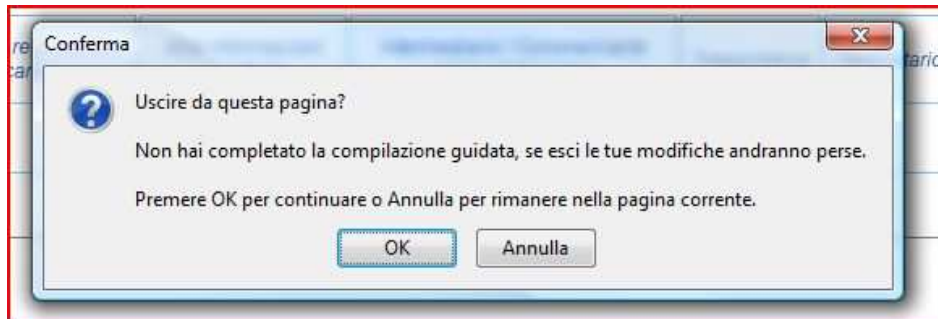 Conferma
Uscire da questa pagina?
Non hai completato la compilazione guidata, se esci le tue modifiche andranno perse.
Premere OK per continuare o Annulla per rimanere nella pagina corrente.
OK
Annulla